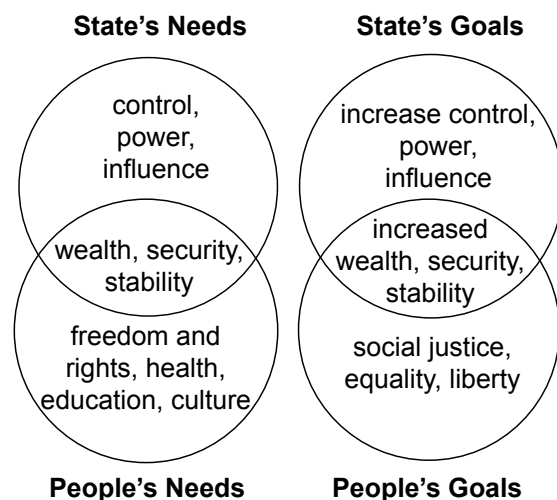 State's Needs
control,
power,
influence
wealth, security,
stability
freedom and
rights, health,
education, culture
People's Needs
State's Goals
increase control,
power,
influence
increased
wealth, security,
stability
social justice,
equality, liberty
People's Goals